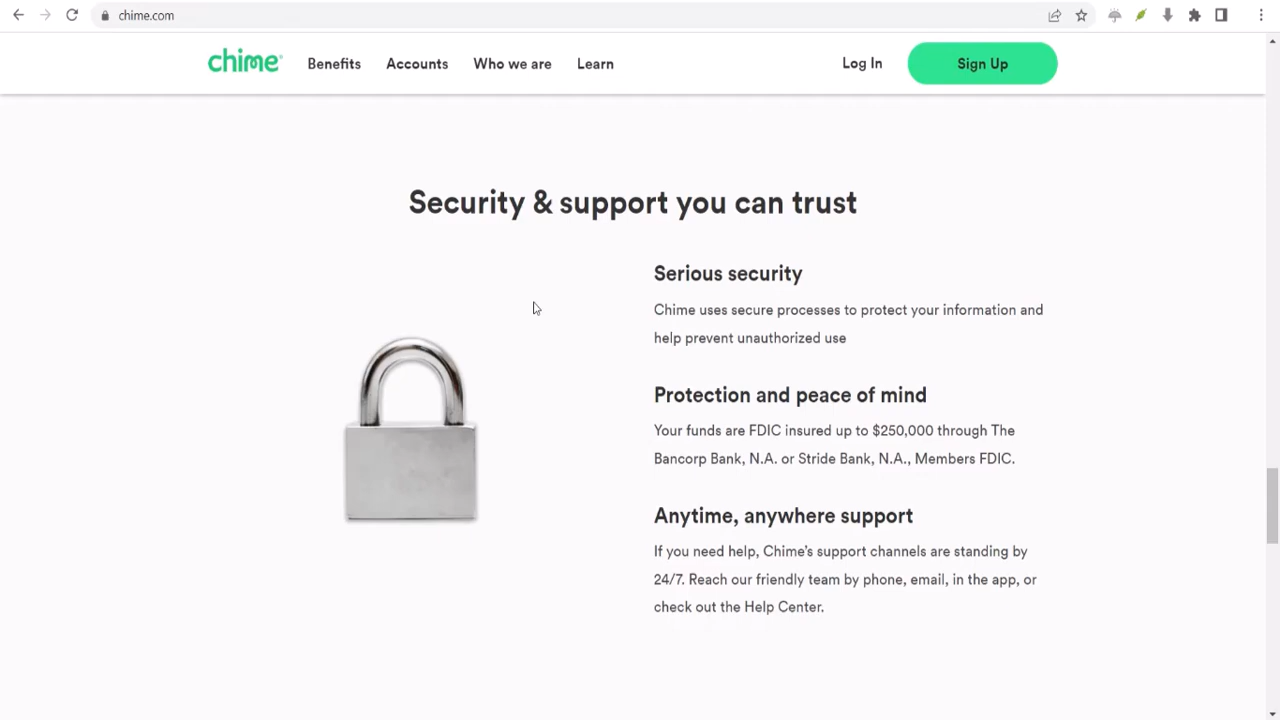 chime.com
chime
Benefits
Accounts
Who we are
Learn
Log In
Sign Up
Security & support you can trust
Serious security
Chime uses secure processes to protect your information and
help prevent unauthorized use
Protection and peace of mind
Your funds are FDIC insured up to $250,000 through The
Bancorp Bank, N.A. or Stride Bank, N.A., Members FDIC.
Anytime, anywhere support
If you need help, Chime’s support channels are standing by
24/7. Reach our friendly team by phone, email, in the app, or
check out the Help Center.